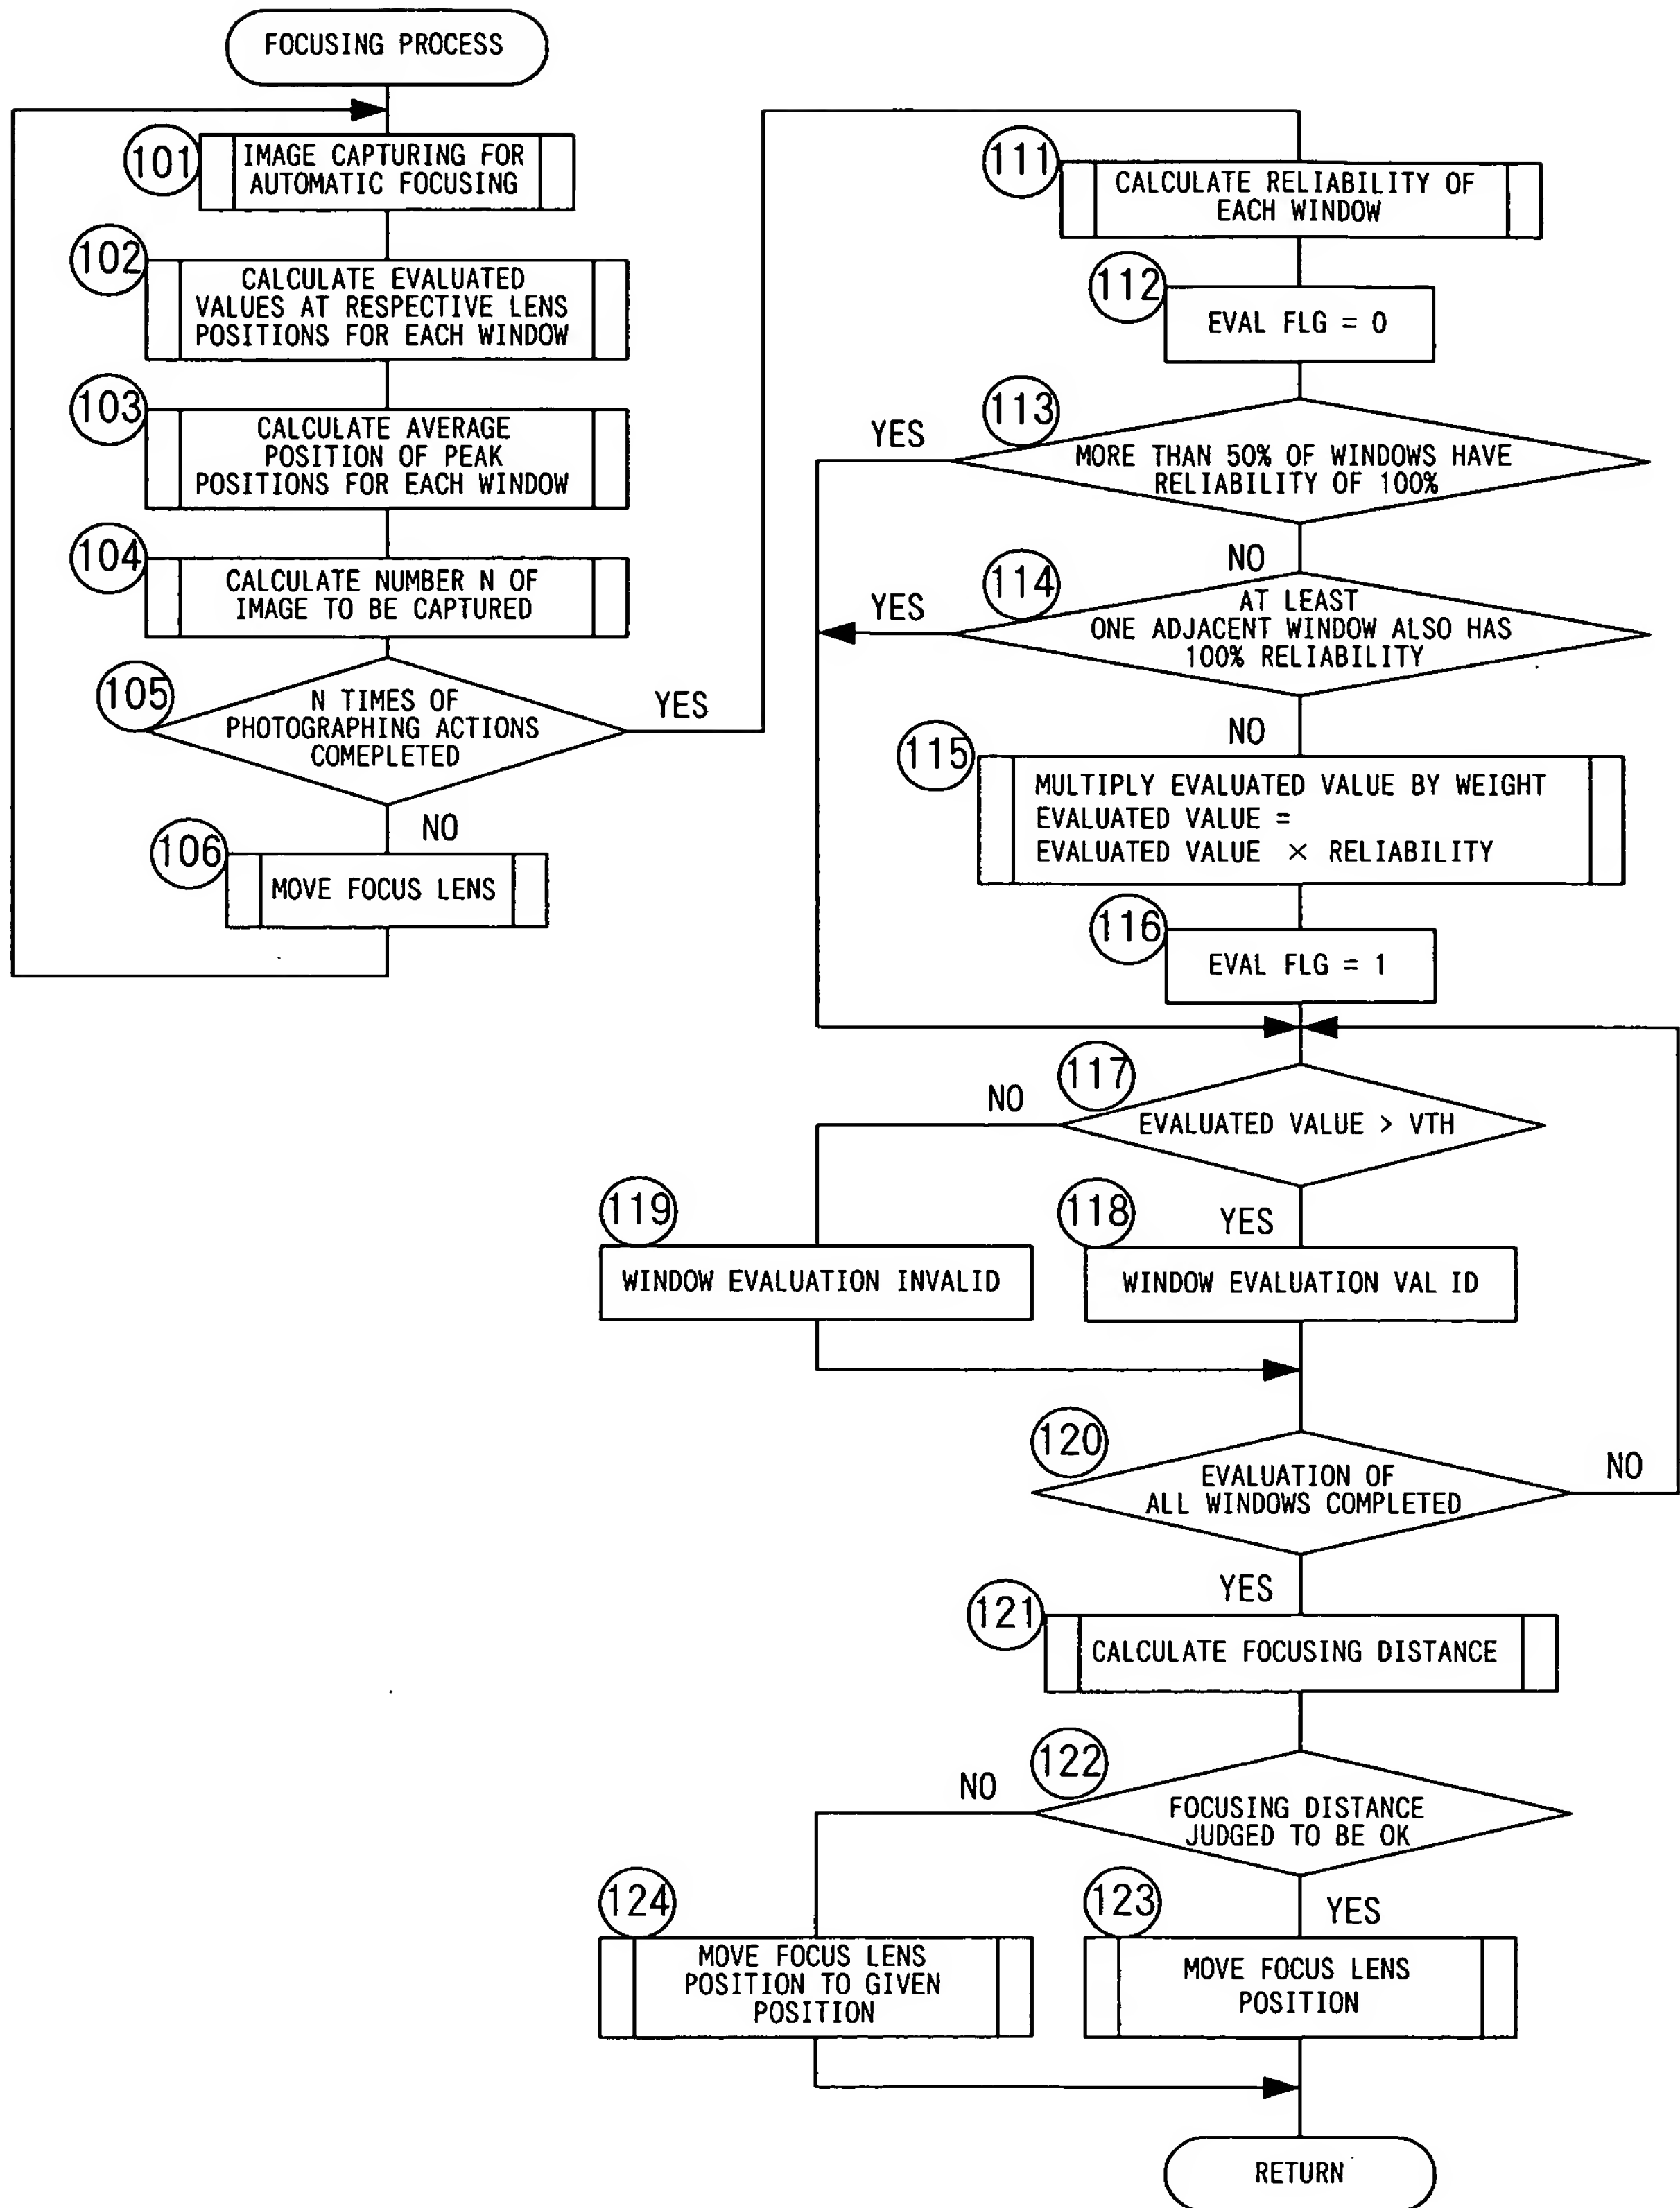 FOCUSING PROCESS
101
IMAGE CAPTURING FOR
AUTOMATIC FOCUSING
102
CALCULATE EVALUATED
VALUES AT RESPECTIVE LENS
POSITIONS FOR EACH WINDOW
103
CALCULATE AVERAGE
POSITION OF PEAK
POSITIONS FOR EACH WINDOW
104
CALCULATE NUMBER N OF
IMAGE TO BE CAPTURED
105
N TIMES OF
PHOTOGRAPHING ACTIONS
COMEPLETED
YES
NO
106
MOVE FOCUS LENS
111
CALCULATE RELIABILITY OF
EACH WINDOW
112
EVAL FLG = 0
113
YES
MORE THAN 50% OF WINDOWS HAVE
RELIABILITY OF 100%
NO
114
YES
AT LEAST
ONE ADJACENT WINDOW ALSO HAS
100% RELIABILITY
NO
115
MULTIPLY EVALUATED VALUE BY WEIGHT
EVALUATED VALUE =
EVALUATED VALUE × RELIABILITY
116
EVAL FLG = 1
117
NO
EVALUATED VALUE > VTH
119
118
YES
WINDOW EVALUATION INVALID
WINDOW EVALUATION VAL ID
120
EVALUATION OF
ALL WINDOWS COMPLETED
NO
YES
121
CALCULATE FOCUSING DISTANCE
122
NO
FOCUSING DISTANCE
JUDGED TO BE OK
124
123
YES
MOVE FOCUS LENS
POSITION TO GIVEN
POSITION
MOVE FOCUS LENS
POSITION
RETURN